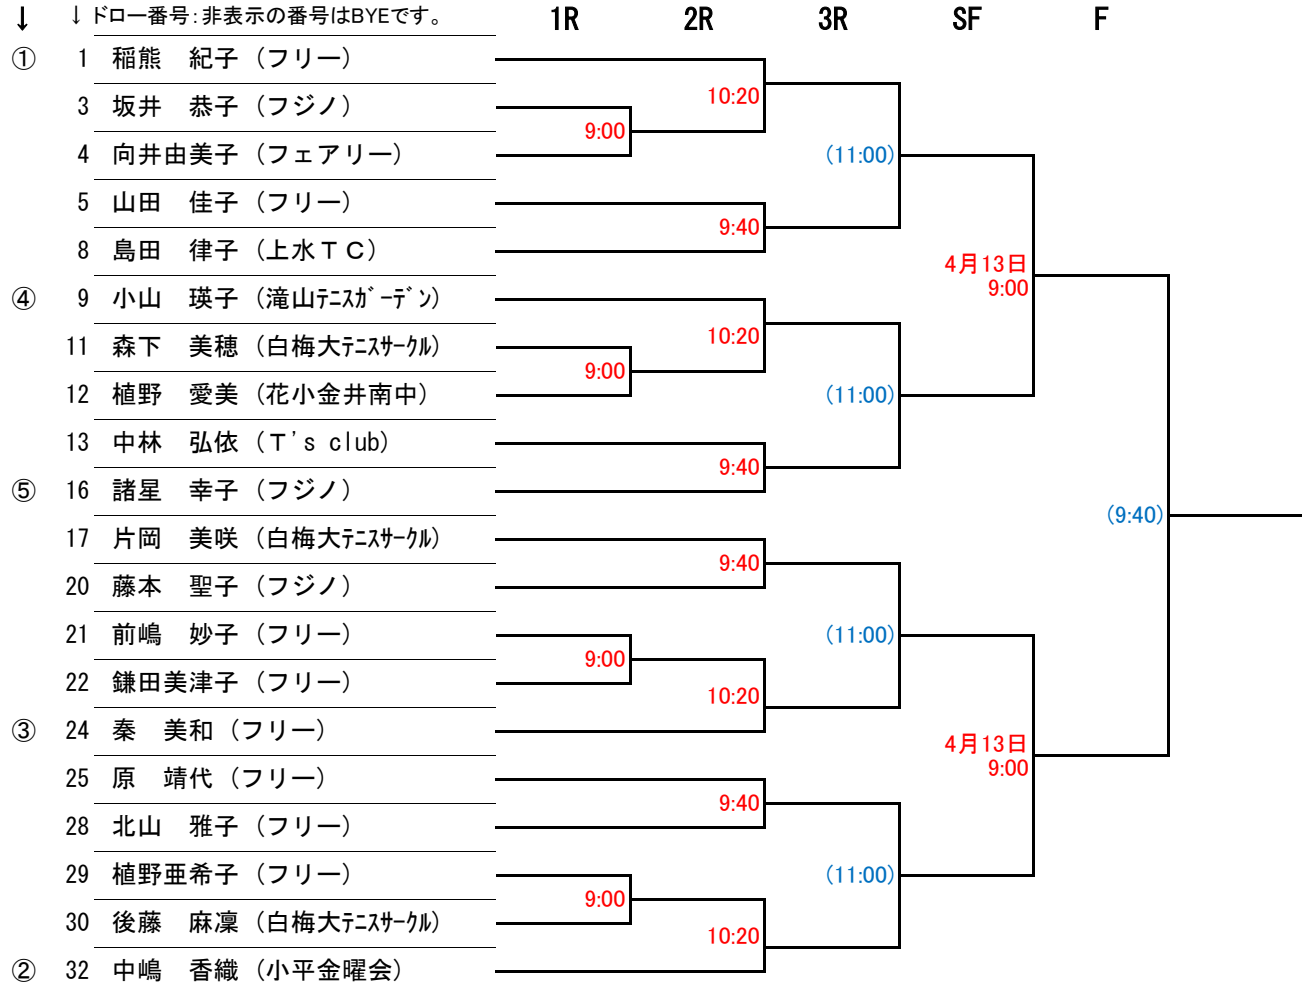 ↓ ↓ドロー番号：非表示の番号はBYEです。 1R 2R 3R SF F
① 1 稲熊　紀子（フリー）
10:20
3 坂井　恭子（フジノ）
9:00
4 向井由美子（フェアリー）
(11:00)
5 山田　佳子（フリー）
9:40
8 島田　律子（上水ＴＣ）
4月13日
9:00
④ 9 小山　瑛子（滝山ﾃﾆｽｶﾞｰﾃﾞﾝ）
10:20
11 森下　美穂（白梅大ﾃﾆｽｻｰｸﾙ）
9:00
12 植野　愛美（花小金井南中）
(11:00)
13 中林　弘依（Ｔ's club）
9:40
⑤ 16 諸星　幸子（フジノ）
(9:40)
17 片岡　美咲（白梅大ﾃﾆｽｻｰｸﾙ）
9:40
20 藤本　聖子（フジノ）
21 前嶋　妙子（フリー）
(11:00)
9:00
22 鎌田美津子（フリー）
10:20
③ 24 秦　美和（フリー）
4月13日
9:00
25 原　靖代（フリー）
9:40
28 北山　雅子（フリー）
29 植野亜希子（フリー）
(11:00)
9:00
30 後藤　麻凜（白梅大ﾃﾆｽｻｰｸﾙ）
10:20
② 32 中嶋　香織（小平金曜会）